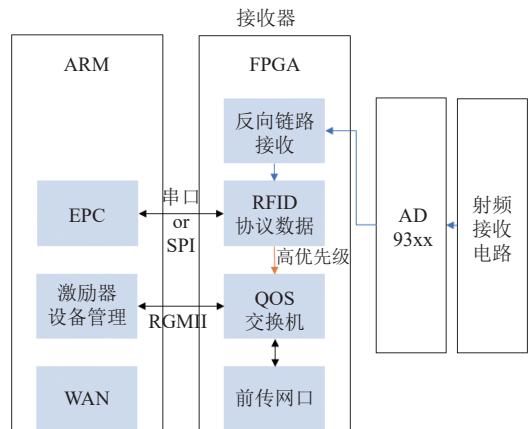 接收器
ARM
FPGA
反向链路
接收
串口
or
SPI
EPC
RFID
协议数据
AD
93xx
射频
接收
电路
高优先级
激励器
设备管理
RGMII
QOS
交换机
WAN
前传网口